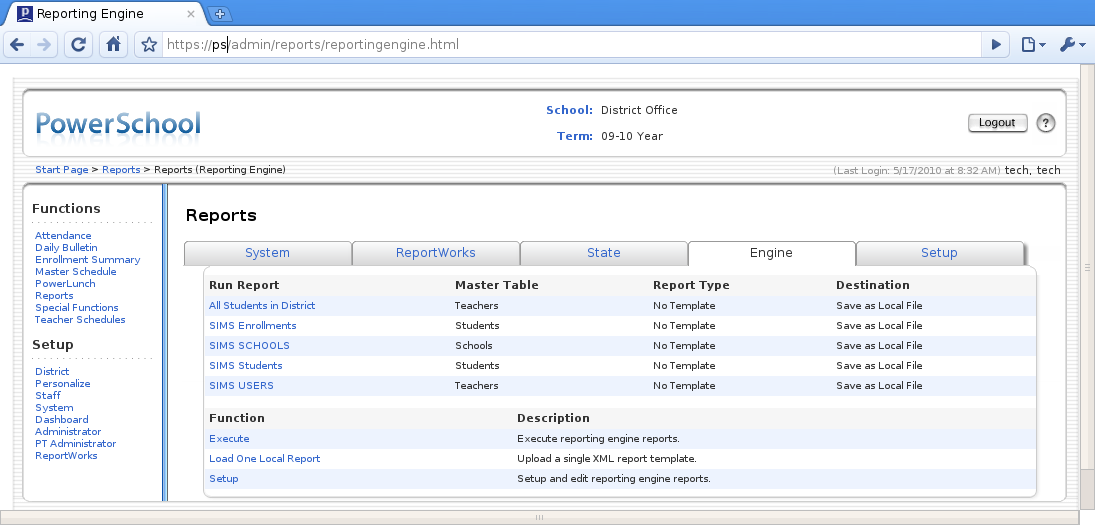 Reporting Engine
https://ps/admin/reports/reportingengine.html
PowerSchool
School: District Office
Term: 09-10 Year
Logout ?
Start Page > Reports > Reports (Reporting Engine)
(Last Login: 5/17/2010 at 8:32 AM) tech, tech
Functions
Attendance
Daily Bulletin
Enrollment Summary
Master Schedule
PowerLunch
Reports
Special Functions
Teacher Schedules
Setup
District
Personalize
Staff
System
Dashboard
Administrator
PT Administrator
ReportWorks
Reports
System ReportWorks State Engine Setup
Run Report Master Table Report Type Destination
All Students in District Teachers No Template Save as Local File
SIMS Enrollments Students No Template Save as Local File
SIMS SCHOOLS Schools No Template Save as Local File
SIMS Students Students No Template Save as Local File
SIMS USERS Teachers No Template Save as Local File
Function Description
Execute Execute reporting engine reports.
Load One Local Report Upload a single XML report template.
Setup Setup and edit reporting engine reports.